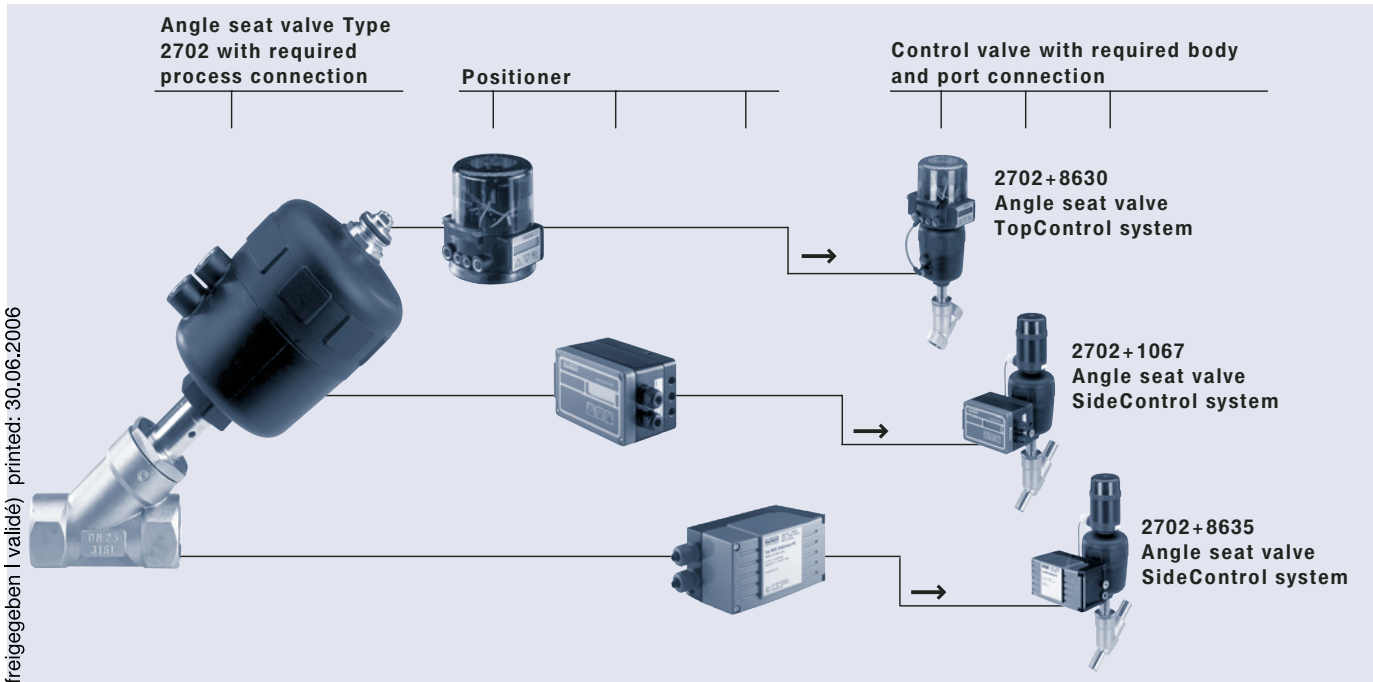 Angle seat valve Type
2702 with required
process connection
Positioner
Control valve with required body
and port connection
2702+8630
Angle seat valve
TopControl system
2702+1067
Angle seat valve
SideControl system
2702+8635
Angle seat valve
SideControl system
DN 25
316L
freigegeben I validé) printed: 30.06.2006